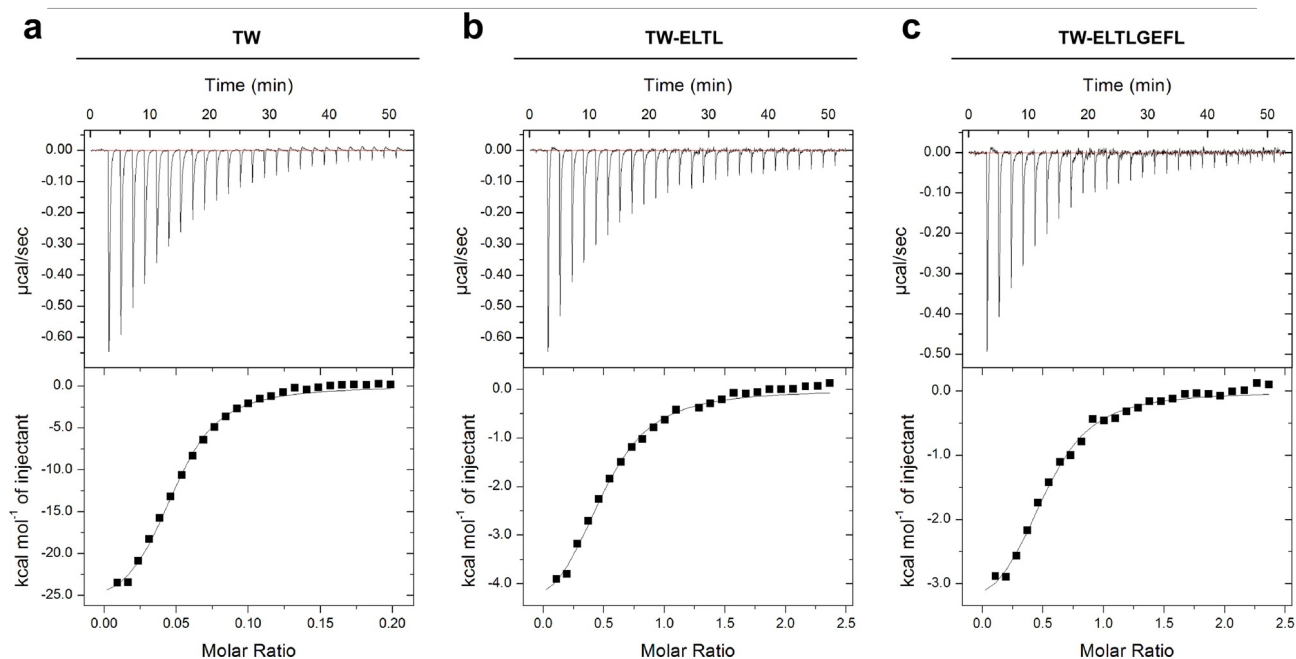 a
TW
Time (min)
0 10 20 30 40 50
0.00
-0.10
-0.20
-0.30
-0.40
-0.50
-0.60
µcal/sec
0.0
-5.0
-10.0
-15.0
-20.0
-25.0
kcal mol⁻¹ of injectant
0.00 0.05 0.10 0.15 0.20
Molar Ratio
b
TW-ELTL
Time (min)
0 10 20 30 40 50
0.00
-0.10
-0.20
-0.30
-0.40
-0.50
-0.60
µcal/sec
0.0
-1.0
-2.0
-3.0
-4.0
kcal mol⁻¹ of injectant
0.0 0.5 1.0 1.5 2.0 2.5
Molar Ratio
c
TW-ELTLGEFL
Time (min)
0 10 20 30 40 50
0.00
-0.10
-0.20
-0.30
-0.40
-0.50
µcal/sec
0.0
-1.0
-2.0
-3.0
kcal mol⁻¹ of injectant
0.0 0.5 1.0 1.5 2.0 2.5
Molar Ratio